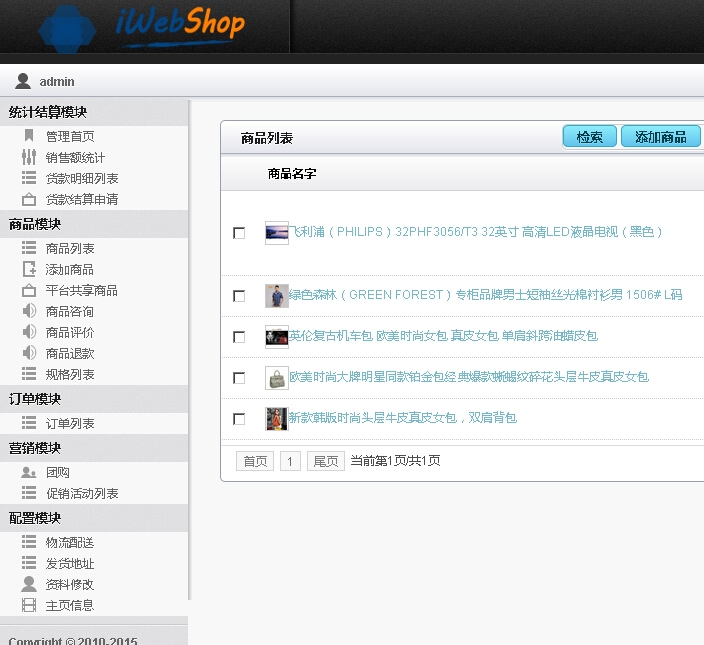 iWebShop
admin
统计结算模块
管理首页
销售额统计
货款明细列表
货款结算申请
商品模块
商品列表
添加商品
平台共享商品
商品咨询
商品评价
商品退款
规格列表
订单模块
订单列表
营销模块
团购
促销活动列表
配置模块
物流配送
发货地址
资料修改
主页信息
Copyright © 2010-2015
商品列表
检索
添加商品
商品名字
飞利浦（PHILIPS）32PHF3056/T3 32英寸 高清LED液晶电视（黑色）
绿色森林（GREEN FOREST）专柜品牌男士短袖丝光棉衬衫男 1506# L码
英伦复古机车包 欧美时尚女包 真皮女包 单肩斜跨油蜡皮包
欧美时尚大牌明星同款铂金包经典爆款蜥蜴纹碎花头层牛皮真皮女包
新款韩版时尚头层牛皮真皮女包，双肩背包
首页 1 尾页 当前第1页/共1页